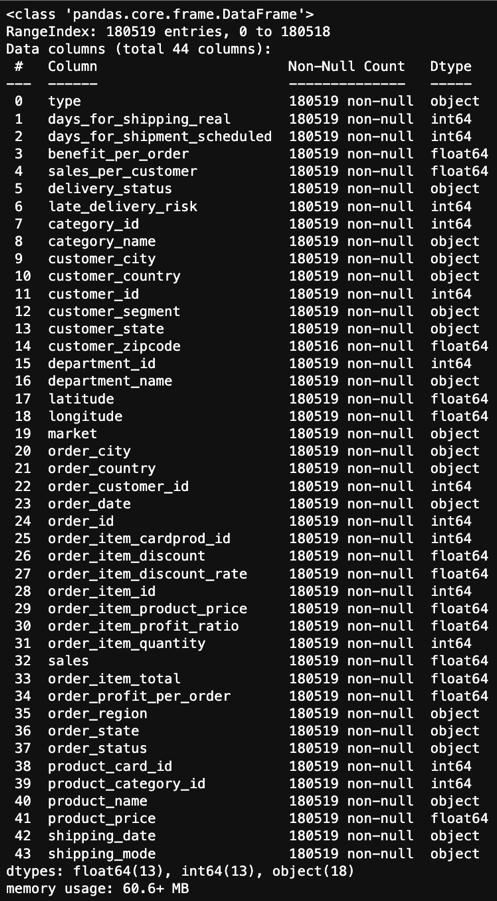 <class 'pandas.core.frame.DataFrame'>
RangeIndex: 180519 entries, 0 to 180518
Data columns (total 44 columns):
 #   Column                       Non-Null Count   Dtype
---  ------                       --------------   -----
 0   type                         180519 non-null  object
 1   days_for_shipping_real       180519 non-null  int64
 2   days_for_shipment_scheduled  180519 non-null  int64
 3   benefit_per_order            180519 non-null  float64
 4   sales_per_customer           180519 non-null  float64
 5   delivery_status              180519 non-null  object
 6   late_delivery_risk           180519 non-null  int64
 7   category_id                  180519 non-null  int64
 8   category_name                180519 non-null  object
 9   customer_city                180519 non-null  object
 10  customer_country             180519 non-null  object
 11  customer_id                  180519 non-null  int64
 12  customer_segment             180519 non-null  object
 13  customer_state               180519 non-null  object
 14  customer_zipcode             180516 non-null  float64
 15  department_id                180519 non-null  int64
 16  department_name              180519 non-null  object
 17  latitude                     180519 non-null  float64
 18  longitude                    180519 non-null  float64
 19  market                       180519 non-null  object
 20  order_city                   180519 non-null  object
 21  order_country                180519 non-null  object
 22  order_customer_id            180519 non-null  int64
 23  order_date                   180519 non-null  object
 24  order_id                     180519 non-null  int64
 25  order_item_cardprod_id       180519 non-null  int64
 26  order_item_discount          180519 non-null  float64
 27  order_item_discount_rate     180519 non-null  float64
 28  order_item_id                180519 non-null  int64
 29  order_item_product_price     180519 non-null  float64
 30  order_item_profit_ratio      180519 non-null  float64
 31  order_item_quantity          180519 non-null  int64
 32  sales                        180519 non-null  float64
 33  order_item_total             180519 non-null  float64
 34  order_profit_per_order       180519 non-null  float64
 35  order_region                 180519 non-null  object
 36  order_state                  180519 non-null  object
 37  order_status                 180519 non-null  object
 38  product_card_id              180519 non-null  int64
 39  product_category_id          180519 non-null  int64
 40  product_name                 180519 non-null  object
 41  product_price                180519 non-null  float64
 42  shipping_date                180519 non-null  object
 43  shipping_mode                180519 non-null  object
dtypes: float64(13), int64(13), object(18)
memory usage: 60.6+ MB